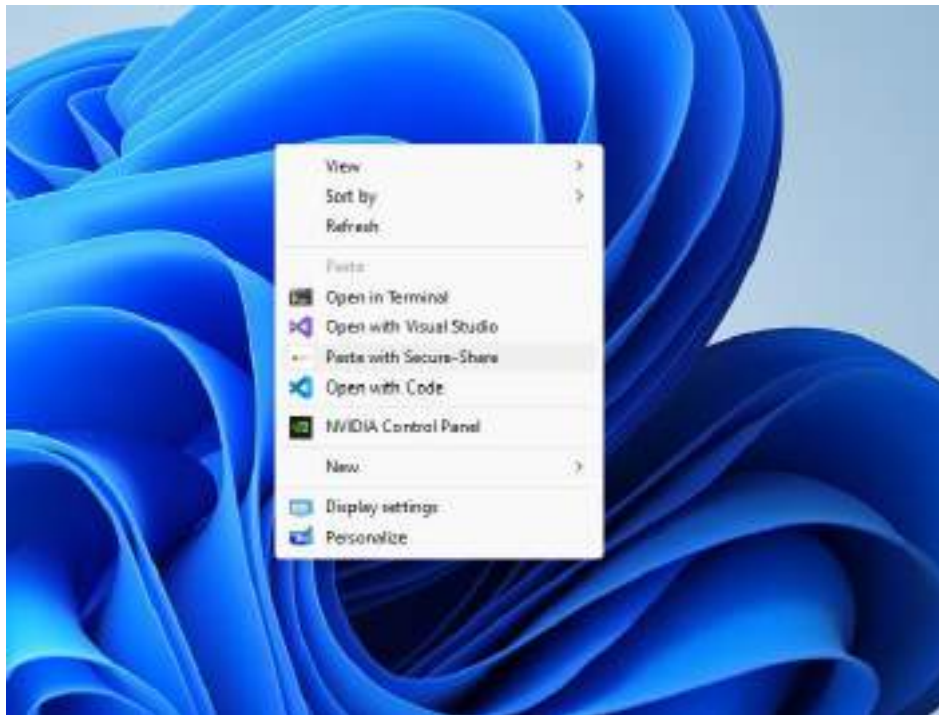 View
Sort by
Refresh
Paste
Open in Terminal
Open with Visual Studio
Paste with Secure-Share
Open with Code
NVIDIA Control Panel
New
Display settings
Personalize